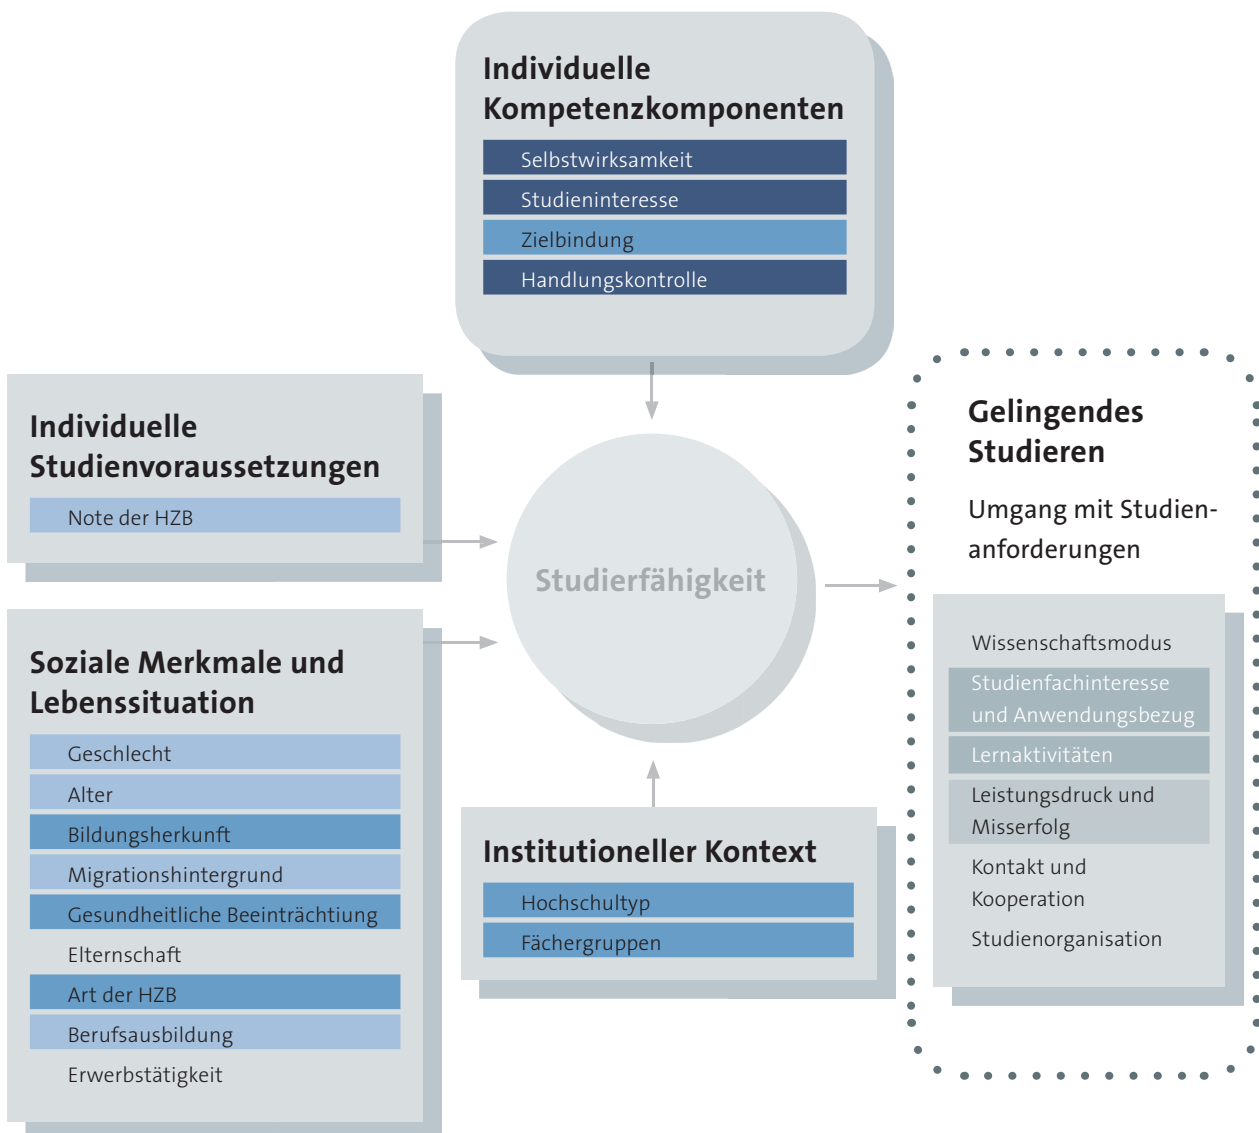 Individuelle
Kompetenzkomponenten
Selbstwirksamkeit
Studieninteresse
Zielbindung
Handlungskontrolle
Individuelle
Studienvoraussetzungen
Note der HZB
Soziale Merkmale und
Lebenssituation
Geschlecht
Alter
Bildungsherkunft
Migrationshintergrund
Gesundheitliche Beeinträchtiung
Elternschaft
Art der HZB
Berufsausbildung
Erwerbstätigkeit
Studierfähigkeit
Institutioneller Kontext
Hochschultyp
Fächergruppen
Gelingendes
Studieren
Umgang mit Studien-
anforderungen
Wissenschaftsmodus
Studienfachinteresse
und Anwendungsbezug
Lernaktivitäten
Leistungsdruck und
Misserfolg
Kontakt und
Kooperation
Studienorganisation